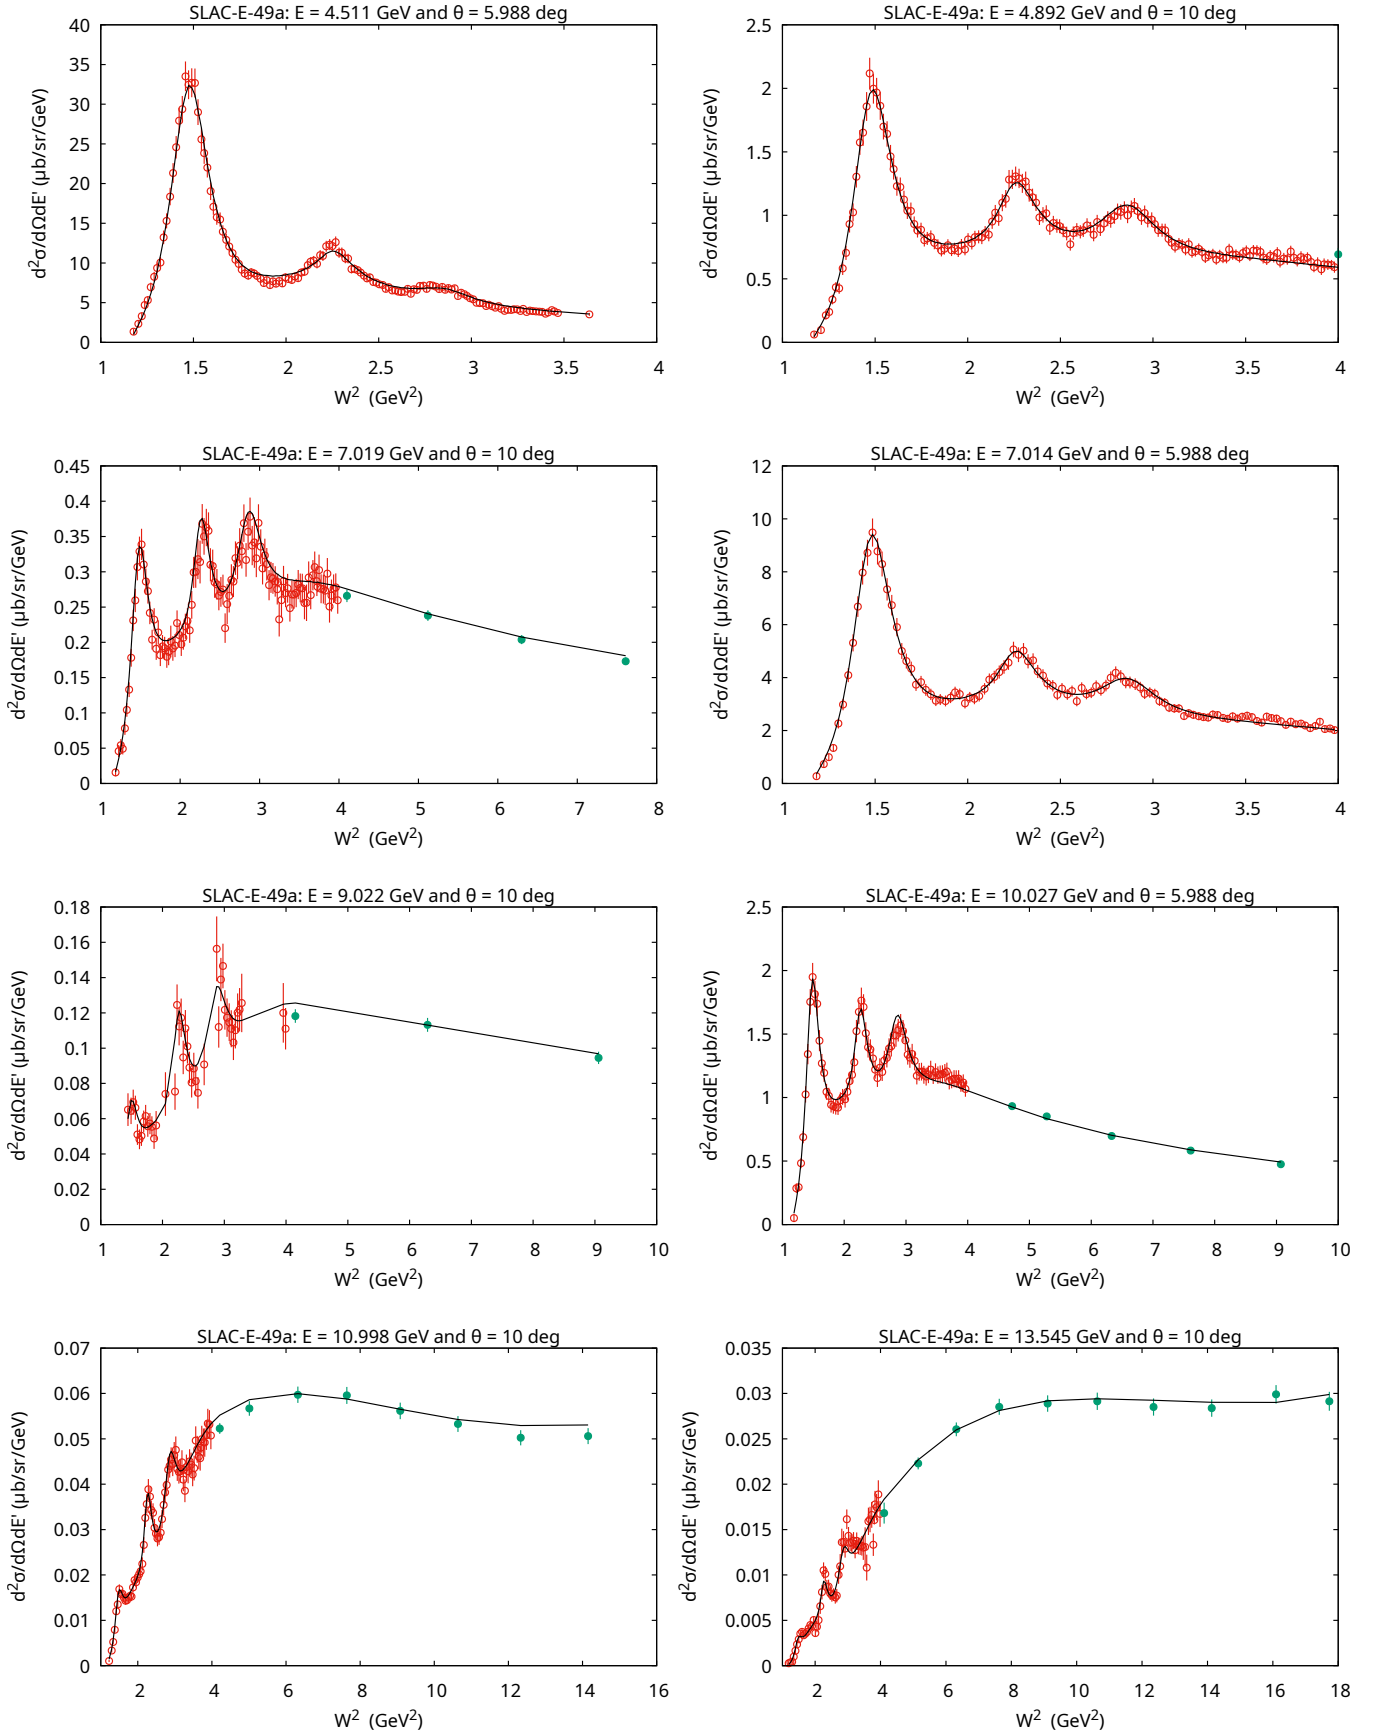 SLAC-E-49a: E = 4.511 GeV and θ = 5.988 deg
d²σ/dΩdE' (μb/sr/GeV)
40
35
30
25
20
15
10
5
0
1 1.5 2 2.5 3 3.5 4
W² (GeV²)
SLAC-E-49a: E = 4.892 GeV and θ = 10 deg
d²σ/dΩdE' (μb/sr/GeV)
2.5
2
1.5
1
0.5
0
1 1.5 2 2.5 3 3.5 4
W² (GeV²)
SLAC-E-49a: E = 7.019 GeV and θ = 10 deg
d²σ/dΩdE' (μb/sr/GeV)
0.45
0.4
0.35
0.3
0.25
0.2
0.15
0.1
0.05
0
1 2 3 4 5 6 7 8
W² (GeV²)
SLAC-E-49a: E = 7.014 GeV and θ = 5.988 deg
d²σ/dΩdE' (μb/sr/GeV)
12
10
8
6
4
2
0
1 1.5 2 2.5 3 3.5 4
W² (GeV²)
SLAC-E-49a: E = 9.022 GeV and θ = 10 deg
d²σ/dΩdE' (μb/sr/GeV)
0.18
0.16
0.14
0.12
0.1
0.08
0.06
0.04
0.02
0
1 2 3 4 5 6 7 8 9 10
W² (GeV²)
SLAC-E-49a: E = 10.027 GeV and θ = 5.988 deg
d²σ/dΩdE' (μb/sr/GeV)
2.5
2
1.5
1
0.5
0
1 2 3 4 5 6 7 8 9 10
W² (GeV²)
SLAC-E-49a: E = 10.998 GeV and θ = 10 deg
d²σ/dΩdE' (μb/sr/GeV)
0.07
0.06
0.05
0.04
0.03
0.02
0.01
0
2 4 6 8 10 12 14 16
W² (GeV²)
SLAC-E-49a: E = 13.545 GeV and θ = 10 deg
d²σ/dΩdE' (μb/sr/GeV)
0.035
0.03
0.025
0.02
0.015
0.01
0.005
0
2 4 6 8 10 12 14 16 18
W² (GeV²)